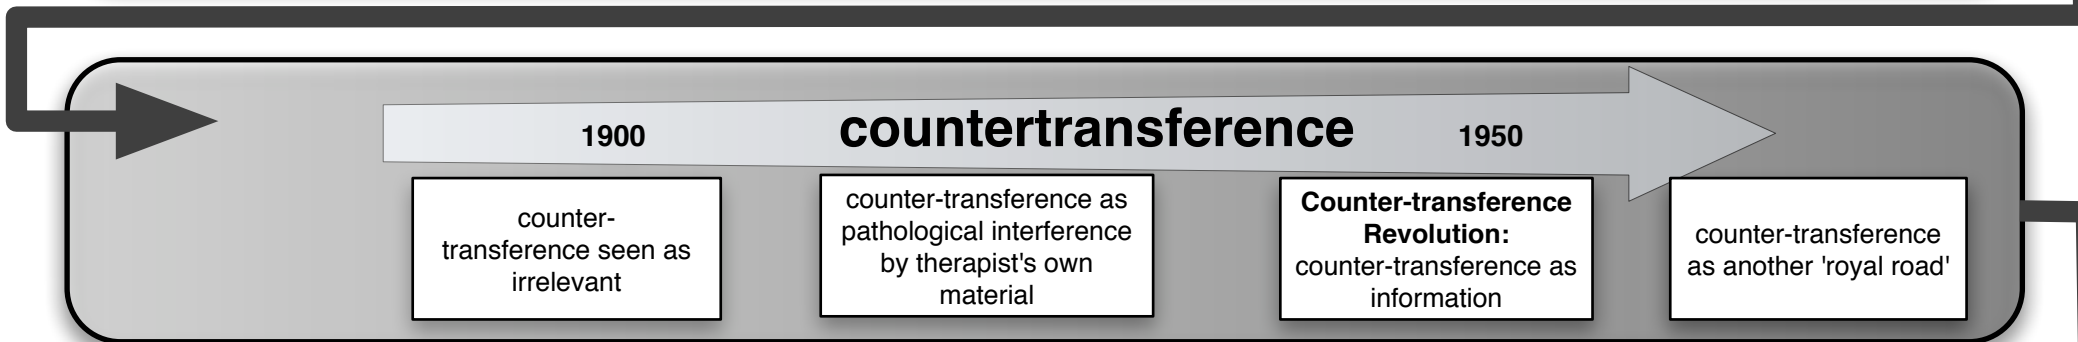 1900 countertransference 1950
counter-
transference seen as
irrelevant
counter-transference as
pathological interference
by therapist's own
material
Counter-transference
Revolution:
counter-transference as
information
counter-transference
as another 'royal road'